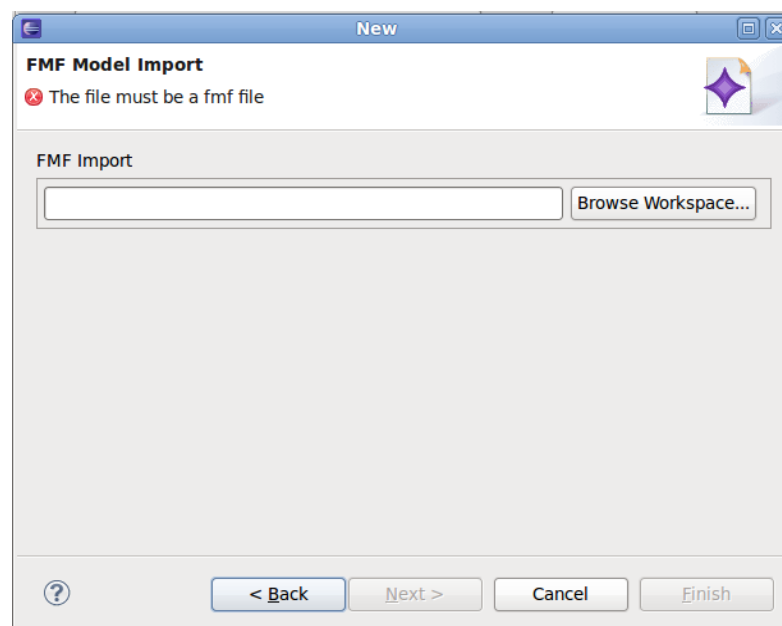 New
FMF Model Import
The file must be a fmf file
FMF Import
Browse Workspace...
?
< Back
Next >
Cancel
Finish